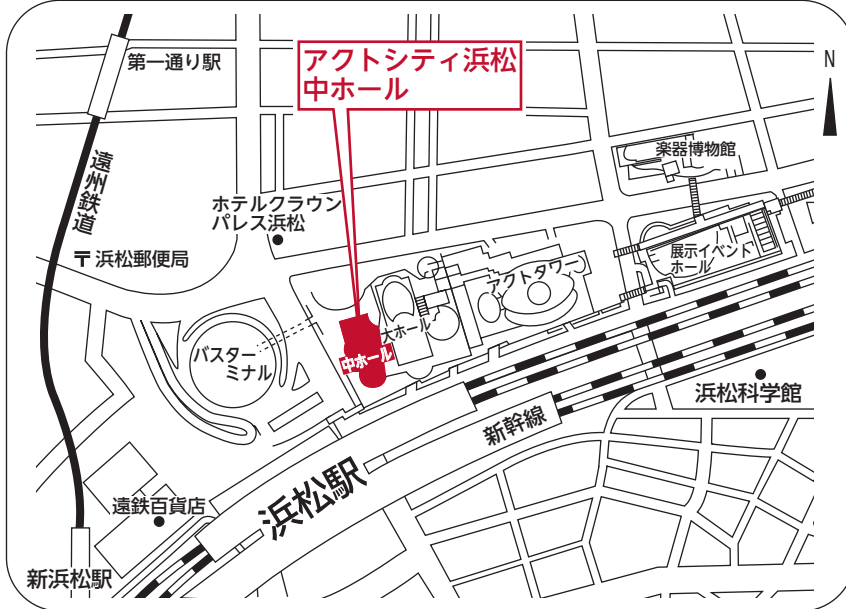 第一通り駅
アクトシティ浜松
中ホール
N
楽器博物館
遠州鉄道
ホテルクラウン
パレス浜松
〒浜松郵便局
展示イベント
ホール
アクトタワー
大ホール
中ホール
バスター
ミナル
浜松科学館
新幹線
浜松駅
遠鉄百貨店
新浜松駅